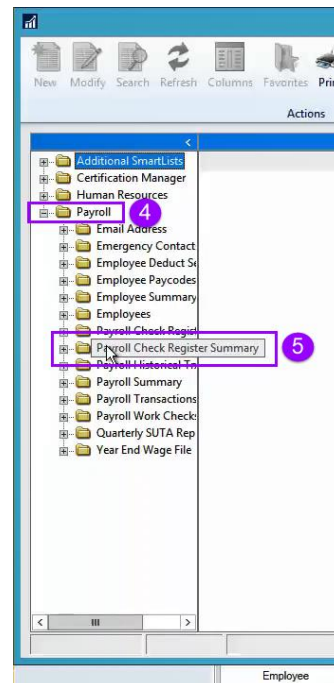 New Modify Search Refresh Columns Favorites Prin
Actions
<
Additional SmartLists
Certification Manager
Human Resources
Payroll 4
Email Address
Emergency Contact
Employee Deduct Se
Employee Paycodes
Employee Summary
Employees
Payroll Check Regist
Payroll Check Register Summary 5
Payroll Historical Tr
Payroll Summary
Payroll Transactions
Payroll Work Checks
Quarterly SUTA Rep
Year End Wage File
Employee